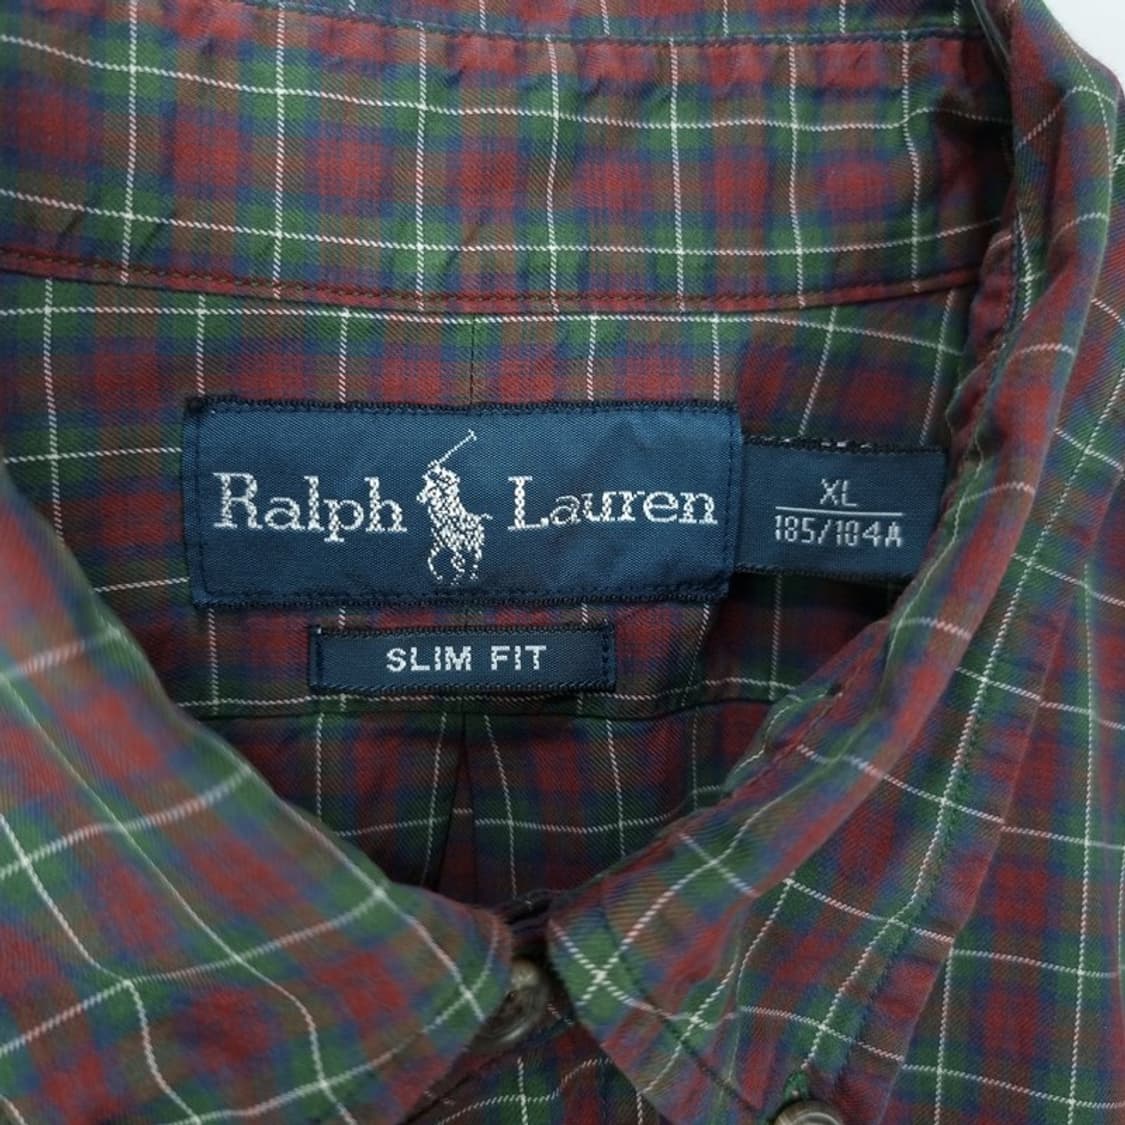 Ralph Lauren
XL
185/104A
SLIM FIT